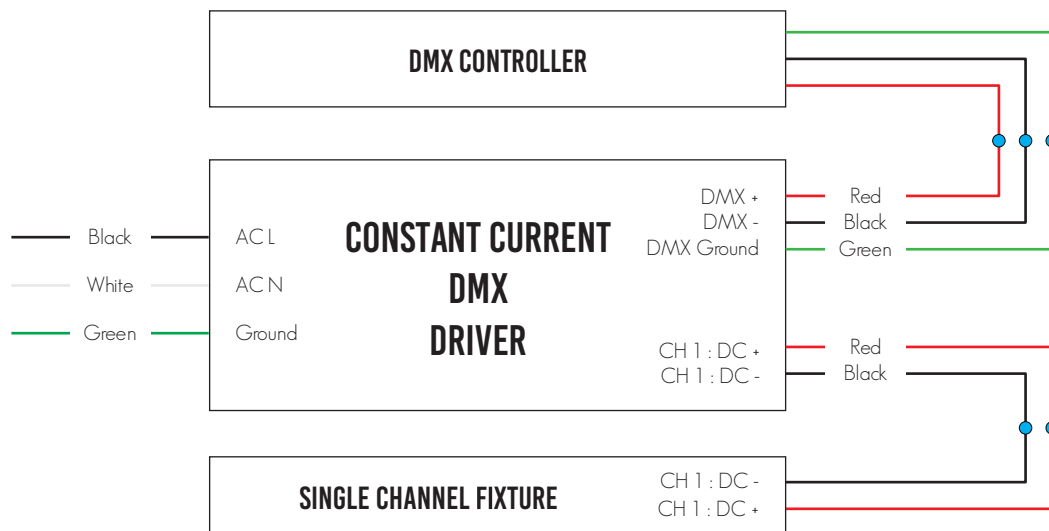 DMX CONTROLLER
DMX +
Red
DMX -
Black
DMX Ground
Green
Black
AC L
White
AC N
Green
Ground
CONSTANT CURRENT
DMX
DRIVER
CH 1 : DC +
Red
CH 1 : DC -
Black
SINGLE CHANNEL FIXTURE
CH 1 : DC -
CH 1 : DC +